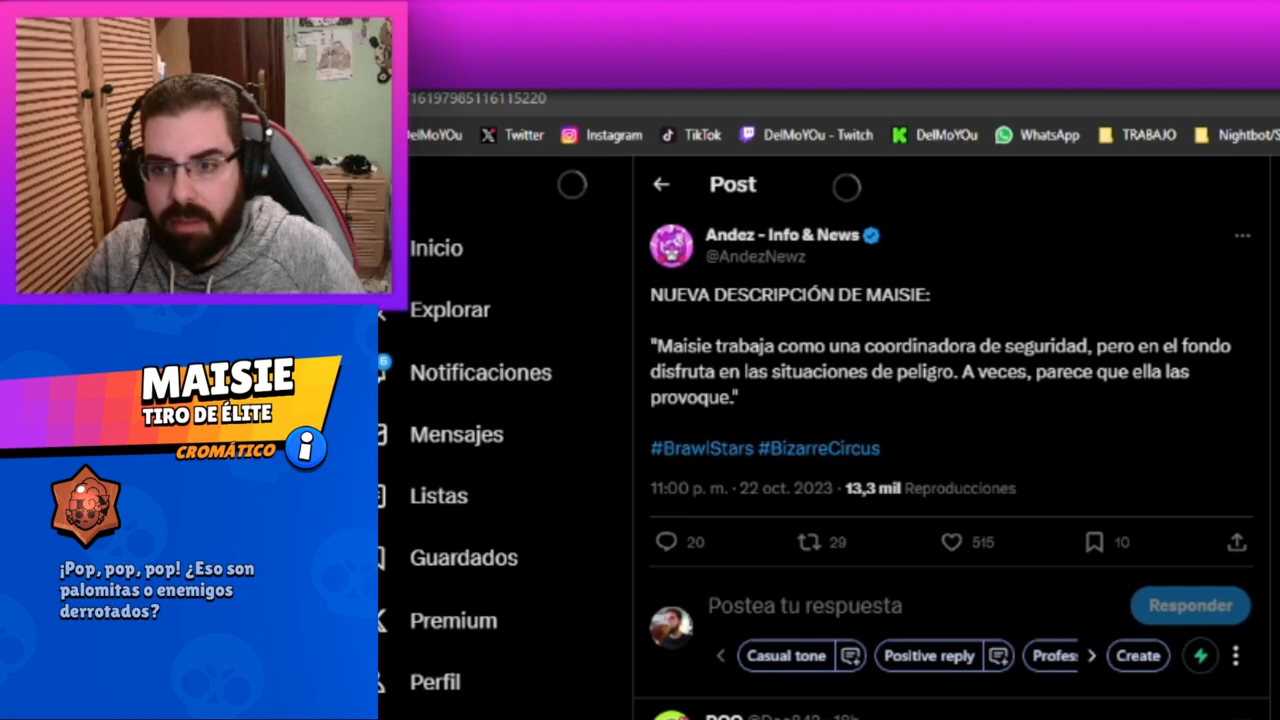 16197985116115220
DelMoYOu
Twitter
Instagram
TikTok
DelMoYOu - Twitch
DelMoYOu
WhatsApp
TRABAJO
Nightbot/S
Post
Andez - Info & News
@AndezNewz
NUEVA DESCRIPCIÓN DE MAISIE:
"Maisie trabaja como una coordinadora de seguridad, pero en el fondo
disfruta en las situaciones de peligro. A veces, parece que ella las
provoque."
#BrawlStars #BizarreCircus
11:00 p. m. · 22 oct. 2023 · 13,3 mil Reproducciones
20
29
515
10
Postea tu respuesta
Responder
Casual tone
Positive reply
Profes
Create
Inicio
Explorar
6
Notificaciones
Mensajes
Listas
Guardados
Premium
Perfil
MAISIE
TIRO DE ÉLITE
CROMÁTICO
i
¡Pop, pop, pop! ¿Eso son
palomitas o enemigos
derrotados?